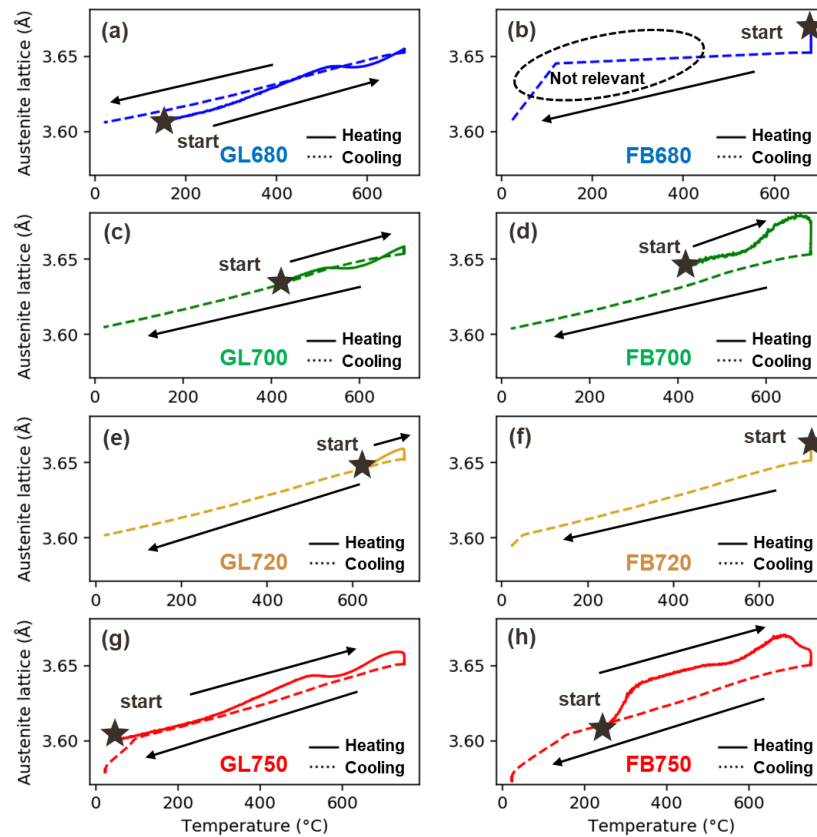 (a)
Austenite lattice (Å)
3.65
3.60
start
GL680
Heating
Cooling
0 200 400 600
(b)
start
Not relevant
3.65
3.60
FB680
Heating
Cooling
0 200 400 600
(c)
Austenite lattice (Å)
3.65
3.60
start
GL700
Heating
Cooling
0 200 400 600
(d)
start
3.65
3.60
FB700
Heating
Cooling
0 200 400 600
(e)
Austenite lattice (Å)
3.65
3.60
start
GL720
Heating
Cooling
0 200 400 600
(f)
start
3.65
3.60
FB720
Heating
Cooling
0 200 400 600
(g)
Austenite lattice (Å)
3.65
3.60
start
GL750
Heating
Cooling
0 200 400 600
Temperature (°C)
(h)
start
3.65
3.60
FB750
Heating
Cooling
0 200 400 600
Temperature (°C)